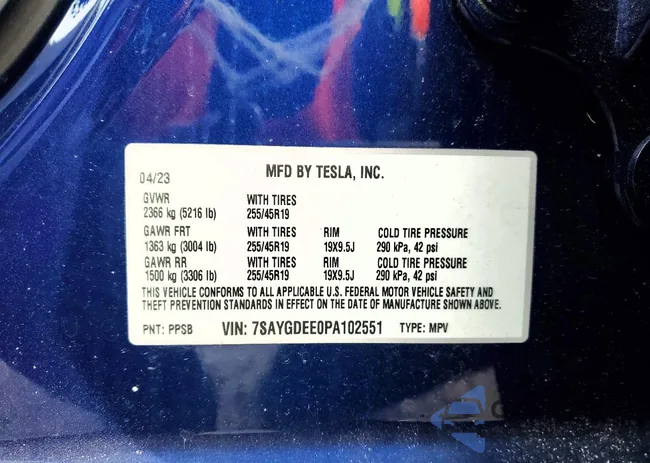 MFD BY TESLA, INC.
04/23
GVWR WITH TIRES
2366 kg (5216 lb) 255/45R19
GAWR FRT WITH TIRES RIM COLD TIRE PRESSURE
1363 kg (3004 lb) 255/45R19 19X9.5J 290 kPa, 42 psi
GAWR RR WITH TIRES RIM COLD TIRE PRESSURE
1500 kg (3306 lb) 255/45R19 19X9.5J 290 kPa, 42 psi
THIS VEHICLE CONFORMS TO ALL APPLICABLE U.S. FEDERAL MOTOR VEHICLE SAFETY AND
THEFT PREVENTION STANDARDS IN EFFECT ON THE DATE OF MANUFACTURE SHOWN ABOVE.
PNT: PPSB VIN: 7SAYGDEE0PA102551 TYPE: MPV